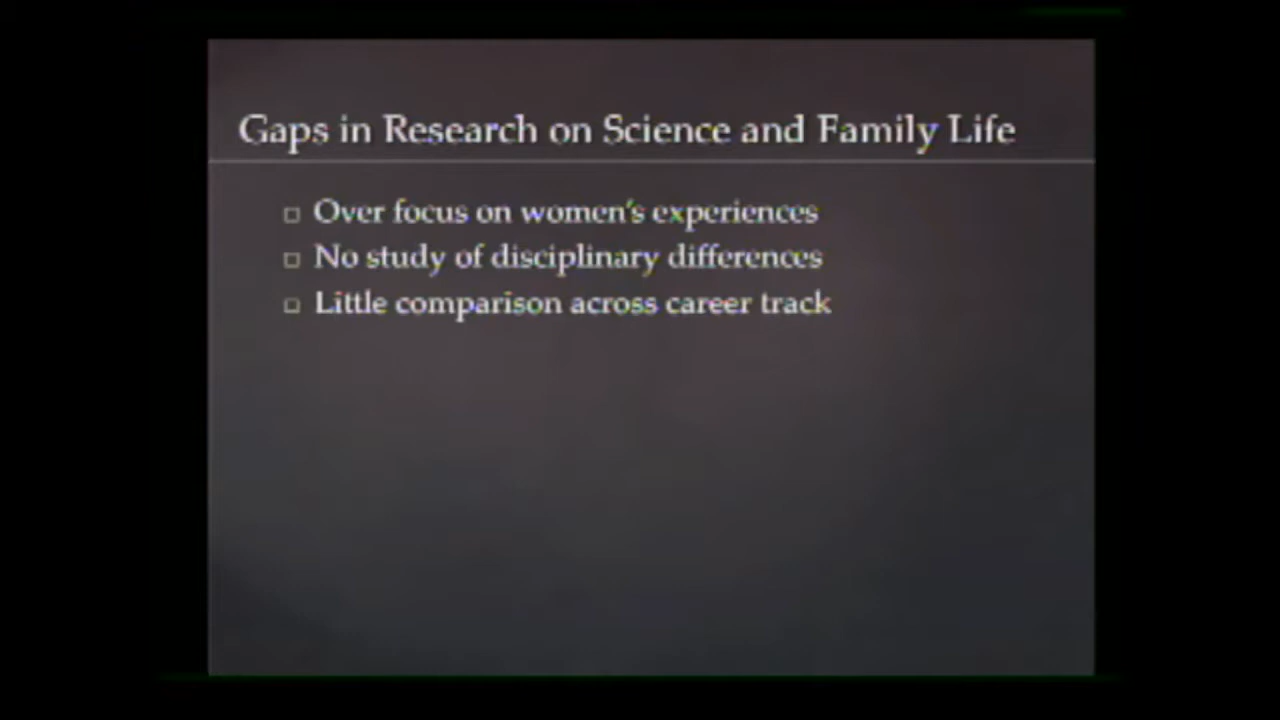 Gaps in Research on Science and Family Life
Over focus on women's experiences
No study of disciplinary differences
Little comparison across career track